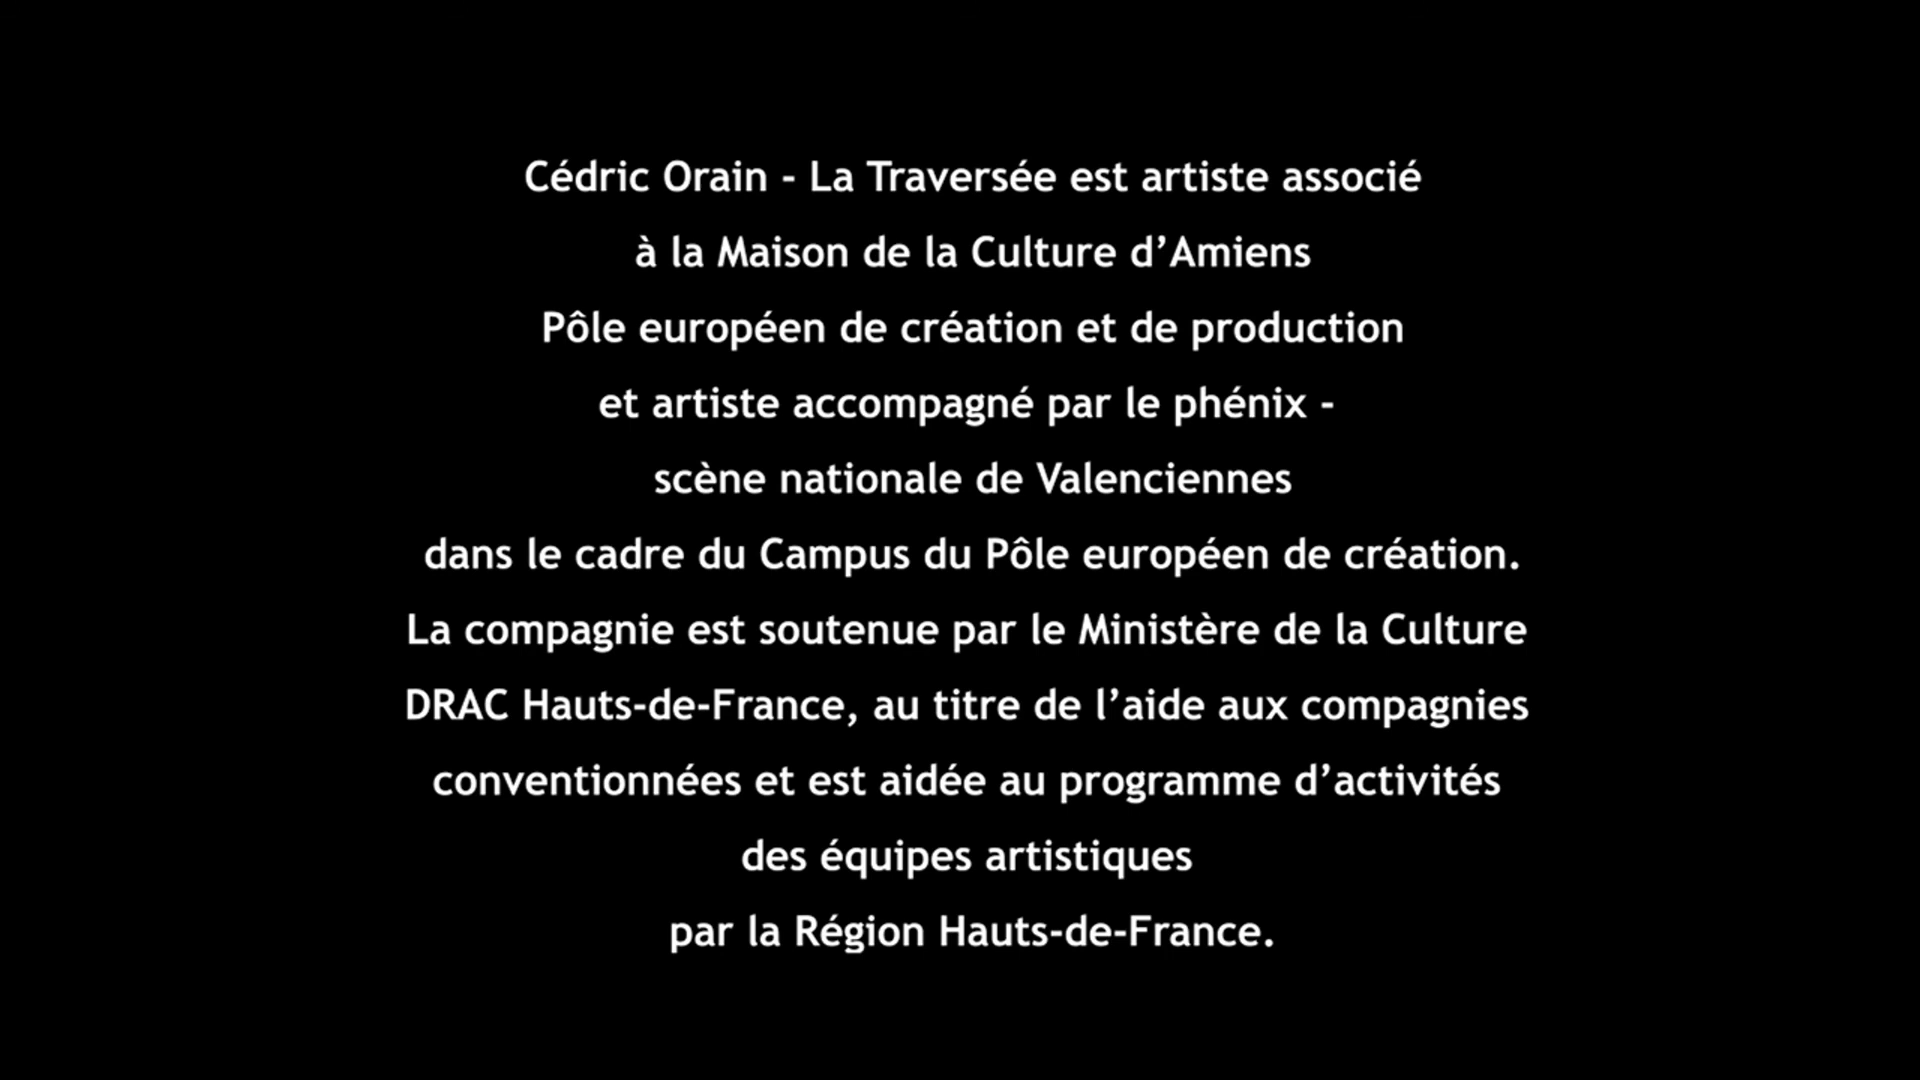 Cédric Orain - La Traversée est artiste associé
à la Maison de la Culture d’Amiens
Pôle européen de création et de production
et artiste accompagné par le phénix -
scène nationale de Valenciennes
dans le cadre du Campus du Pôle européen de création.
La compagnie est soutenue par le Ministère de la Culture
DRAC Hauts-de-France, au titre de l’aide aux compagnies
conventionnées et est aidée au programme d’activités
des équipes artistiques
par la Région Hauts-de-France.